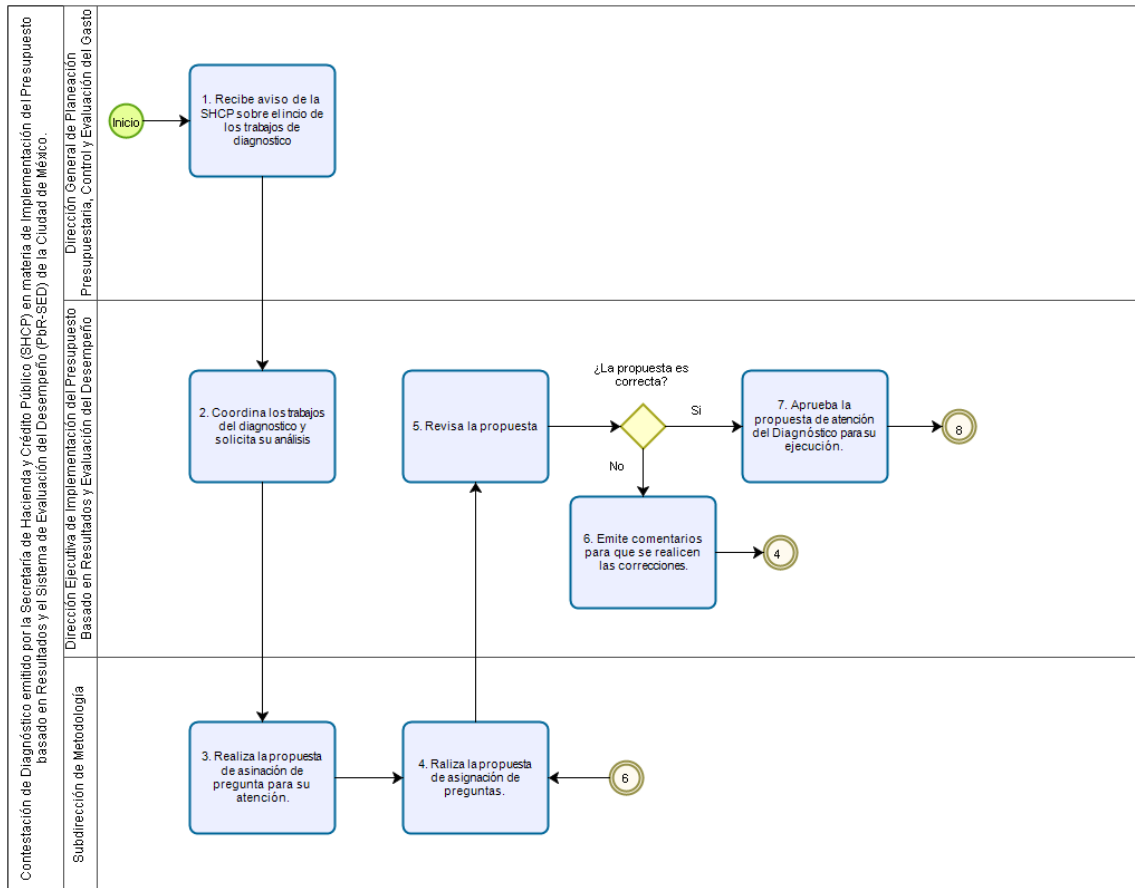 Contestación de Diagnóstico emitido por la Secretaría de Hacienda y Crédito Público (SHCP) en materia de Implementación del Presupuesto
basado en Resultados y el Sistema de Evaluación del Desempeño (PbR-SED) de la Ciudad de México.
Dirección General de Planeación
Presupuestaría, Control y Evaluación del Gasto
Inicio
1. Recibe aviso de la
SHCP sobre el incio de
los trabajos de
diagnostico
Dirección Ejecutiva de Implementación del Presupuesto
Basado en Resultados y Evaluación del Desempeño
2. Coordina los trabajos
del diagnostico y
solicita su análisis
5. Revisa la propuesta
¿La propuesta es
correcta?
Si
No
7. Aprueba la
propuesta de atención
del Diagnóstico para su
ejecución.
8
6. Emite comentarios
para que se realicen
las correcciones.
4
Subdirección de Metodología
3. Realiza la propuesta
de asinación de
pregunta para su
atención.
4. Raliza la propuesta
de asignación de
preguntas.
6